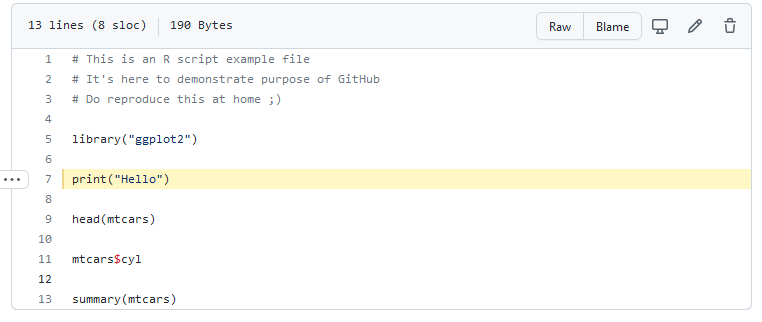 13 lines (8 sloc) 190 Bytes Raw Blame
1 # This is an R script example file
2 # It's here to demonstrate purpose of GitHub
3 # Do reproduce this at home ;)
4
5 library("ggplot2")
6
7 print("Hello")
8
9 head(mtcars)
10
11 mtcars$cyl
12
13 summary(mtcars)